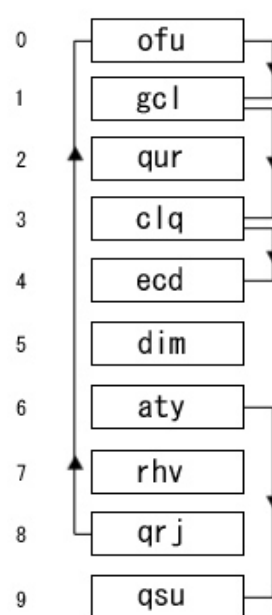 0 ofu
1 gcl
2 qur
3 clq
4 ecd
5 dim
6 aty
7 rhv
8 qrj
9 qsu